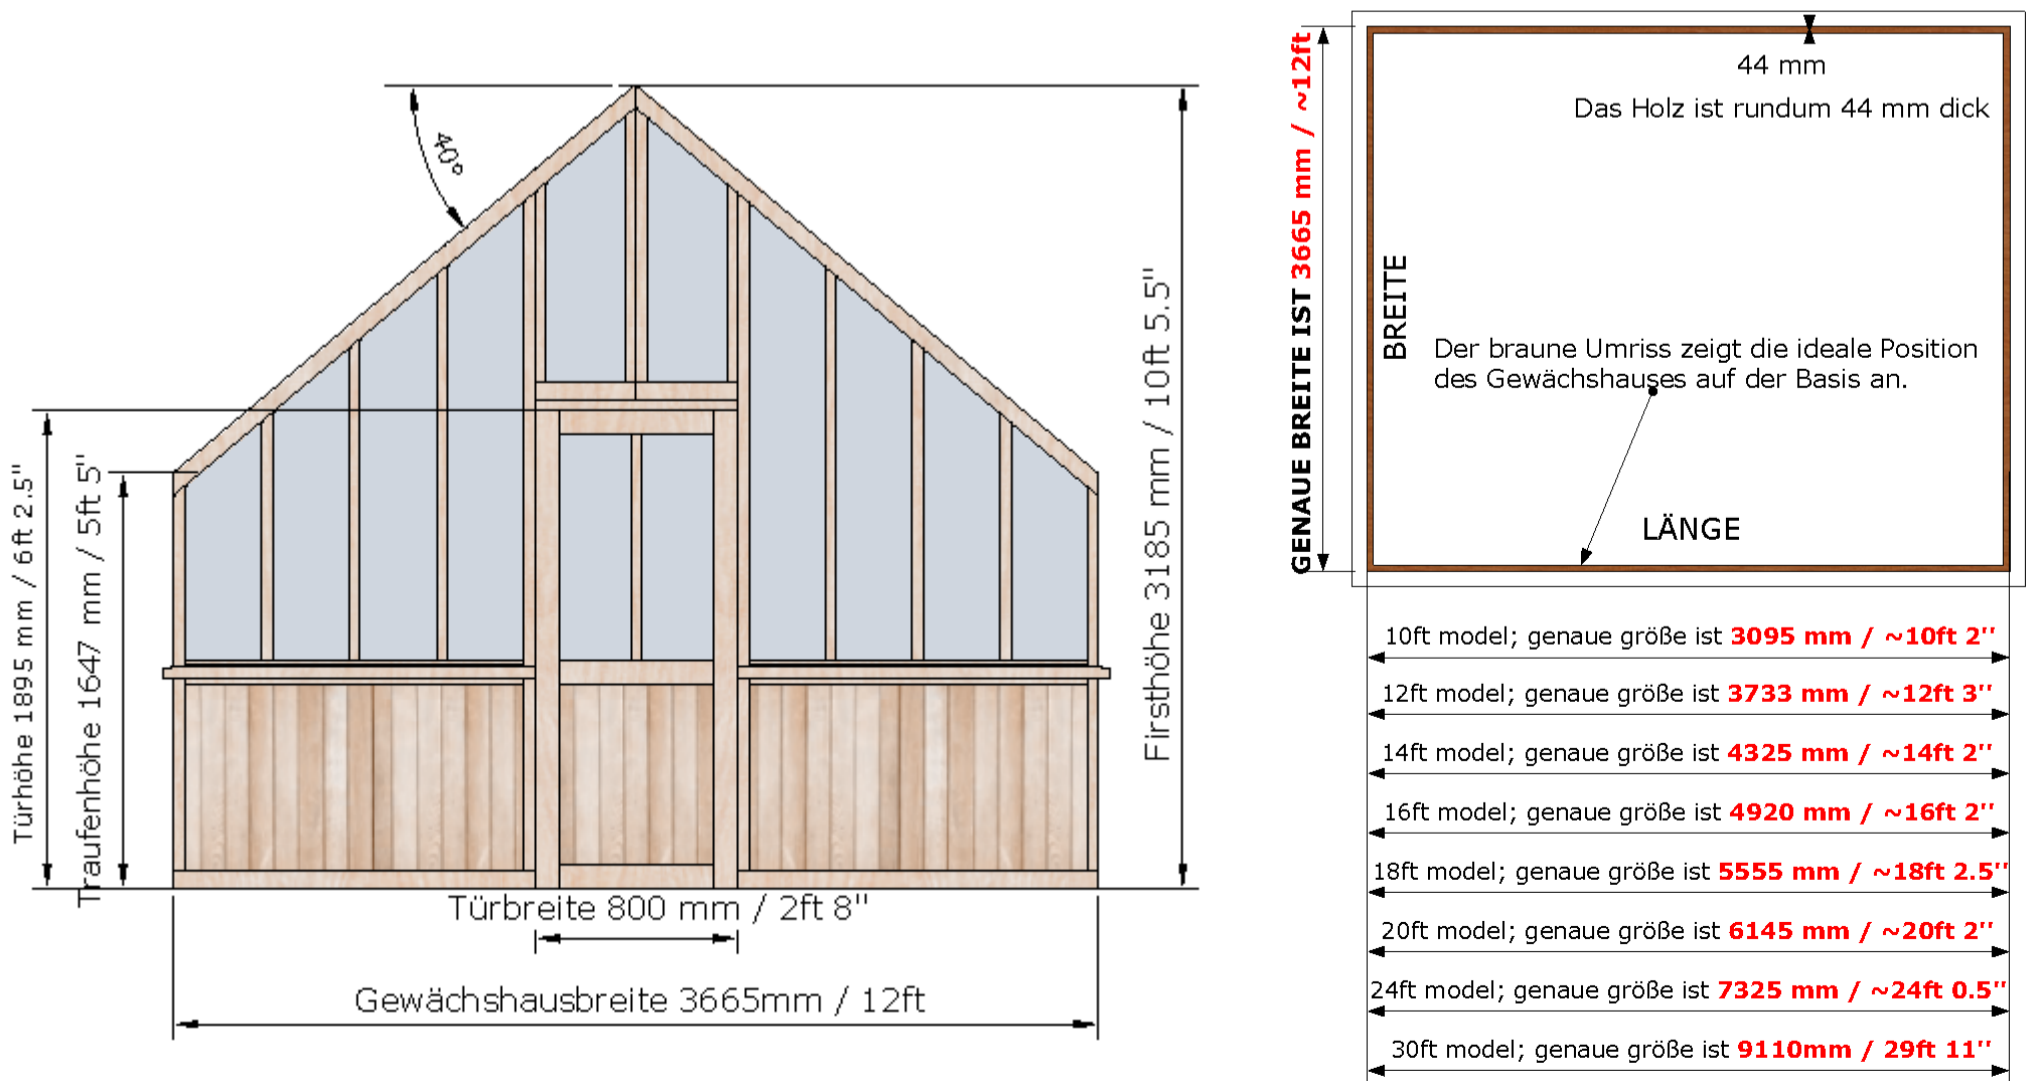 40°
Türhöhe 1895 mm / 6ft 2.5"
Traufenhöhe 1647 mm / 5ft 5"
Firsthöhe 3185 mm / 10ft 5.5"
Türbreite 800 mm / 2ft 8"
Gewächshausbreite 3665mm / 12ft
GENAUE BREITE IST 3665 mm / ~12ft
44 mm
Das Holz ist rundum 44 mm dick
BREITE
Der braune Umriss zeigt die ideale Position
des Gewächshauses auf der Basis an.
LÄNGE
10ft model; genaue größe ist 3095 mm / ~10ft 2''
12ft model; genaue größe ist 3733 mm / ~12ft 3''
14ft model; genaue größe ist 4325 mm / ~14ft 2''
16ft model; genaue größe ist 4920 mm / ~16ft 2''
18ft model; genaue größe ist 5555 mm / ~18ft 2.5''
20ft model; genaue größe ist 6145 mm / ~20ft 2''
24ft model; genaue größe ist 7325 mm / ~24ft 0.5''
30ft model; genaue größe ist 9110mm / 29ft 11''